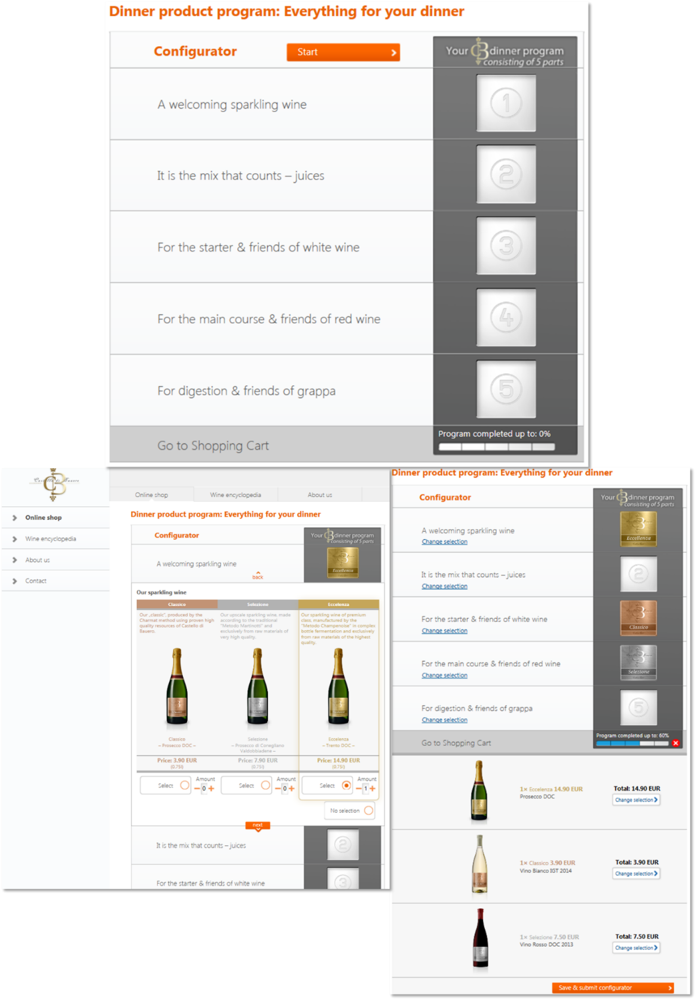 Dinner product program: Everything for your dinner
Configurator
Start
Your CB dinner program
consisting of 5 parts
A welcoming sparkling wine
1
It is the mix that counts – juices
2
For the starter & friends of white wine
3
For the main course & friends of red wine
4
For digestion & friends of grappa
5
Go to Shopping Cart
Program completed up to: 0%
Online shop
Wine encyclopedia
About us
Contact
Online shop
Wine encyclopedia
About us
Dinner product program: Everything for your dinner
Configurator
Your CB dinner program
consisting of 5 parts
A welcoming sparkling wine
Eccellenza
back
Our sparkling wine
Classico
Selezione
Eccelenza
Our „classic“, produced by the
Charmat method using proven high
quality resources of Castello di
Bauero.
Our upscale sparkling wine, made
according to the traditional
"Metodo Martinotti" and
exclusively from raw materials of
very high quality.
Our sparkling wine of premium
class, manufactured by the
"Metodo Champenoise" in complex
bottle fermentation and exclusively
from raw materials of the highest
quality.
Classico
– Prosecco DOC –
Selezione
– Prosecco di Conegliano
Valdobbiadene –
Eccelenza
– Trento DOC –
Price: 3.90 EUR
(0.75l)
Price: 7.90 EUR
(0.75l)
Price: 14.90 EUR
(0.75l)
Select
Amount
0
Select
Amount
0
Select
Amount
1
No selection
next
It is the mix that counts – juices
2
For the starter & friends of white wine
3
Dinner product program: Everything for your dinner
Configurator
Your CB dinner program
consisting of 5 parts
A welcoming sparkling wine
Change selection
Eccellenza
It is the mix that counts – juices
Change selection
2
For the starter & friends of white wine
Change selection
Classico
For the main course & friends of red wine
Change selection
Selezione
For digestion & friends of grappa
Change selection
5
Go to Shopping Cart
Program completed up to: 60%
1× Eccelenza 14.90 EUR
Prosecco DOC
Total: 14.90 EUR
Change selection
1× Classico 3.90 EUR
Vino Bianco IGT 2014
Total: 3.90 EUR
Change selection
1× Selezione 7.50 EUR
Vino Rosso DOC 2013
Total: 7.50 EUR
Change selection
Save & submit configurator